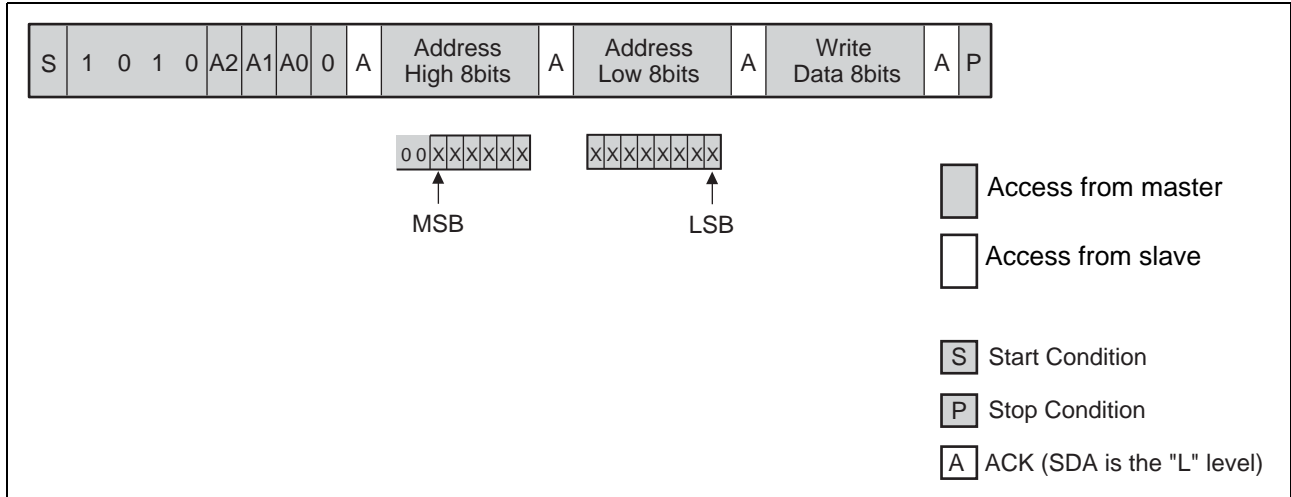 S 1 0 1 0 A2 A1 A0 0 A Address High 8bits A Address Low 8bits A Write Data 8bits A P
0 0 X X X X X X X X X X X X X X
MSB LSB
Access from master
Access from slave
S Start Condition
P Stop Condition
A ACK (SDA is the "L" level)